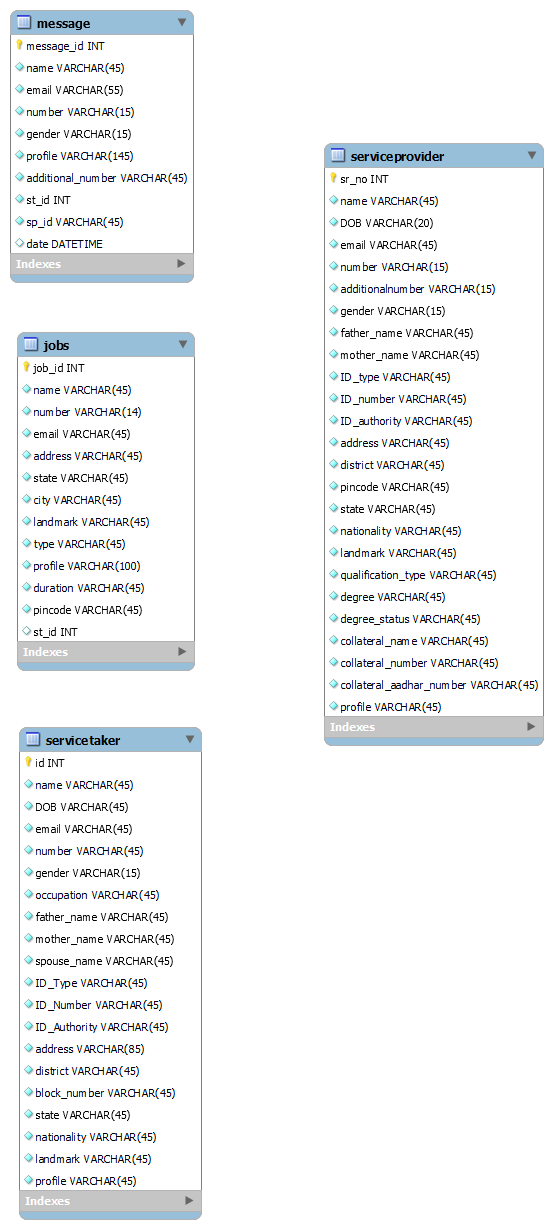 message
message_id INT
name VARCHAR(45)
email VARCHAR(55)
number VARCHAR(15)
gender VARCHAR(15)
profile VARCHAR(145)
additional_number VARCHAR(45)
st_id INT
sp_id VARCHAR(45)
date DATETIME
Indexes
jobs
job_id INT
name VARCHAR(45)
number VARCHAR(14)
email VARCHAR(45)
address VARCHAR(45)
state VARCHAR(45)
city VARCHAR(45)
landmark VARCHAR(45)
type VARCHAR(45)
profile VARCHAR(100)
duration VARCHAR(45)
pincode VARCHAR(45)
st_id INT
Indexes
servicetaker
id INT
name VARCHAR(45)
DOB VARCHAR(45)
email VARCHAR(45)
number VARCHAR(45)
gender VARCHAR(15)
occupation VARCHAR(45)
father_name VARCHAR(45)
mother_name VARCHAR(45)
spouse_name VARCHAR(45)
ID_Type VARCHAR(45)
ID_Number VARCHAR(45)
ID_Authority VARCHAR(45)
address VARCHAR(85)
district VARCHAR(45)
block_number VARCHAR(45)
state VARCHAR(45)
nationality VARCHAR(45)
landmark VARCHAR(45)
profile VARCHAR(45)
Indexes
serviceprovider
sr_no INT
name VARCHAR(45)
DOB VARCHAR(20)
email VARCHAR(45)
number VARCHAR(15)
additionalnumber VARCHAR(15)
gender VARCHAR(15)
father_name VARCHAR(45)
mother_name VARCHAR(45)
ID_type VARCHAR(45)
ID_number VARCHAR(45)
ID_authority VARCHAR(45)
address VARCHAR(45)
district VARCHAR(45)
pincode VARCHAR(45)
state VARCHAR(45)
nationality VARCHAR(45)
landmark VARCHAR(45)
qualification_type VARCHAR(45)
degree VARCHAR(45)
degree_status VARCHAR(45)
collateral_name VARCHAR(45)
collateral_number VARCHAR(45)
collateral_aadhar_number VARCHAR(45)
profile VARCHAR(45)
Indexes